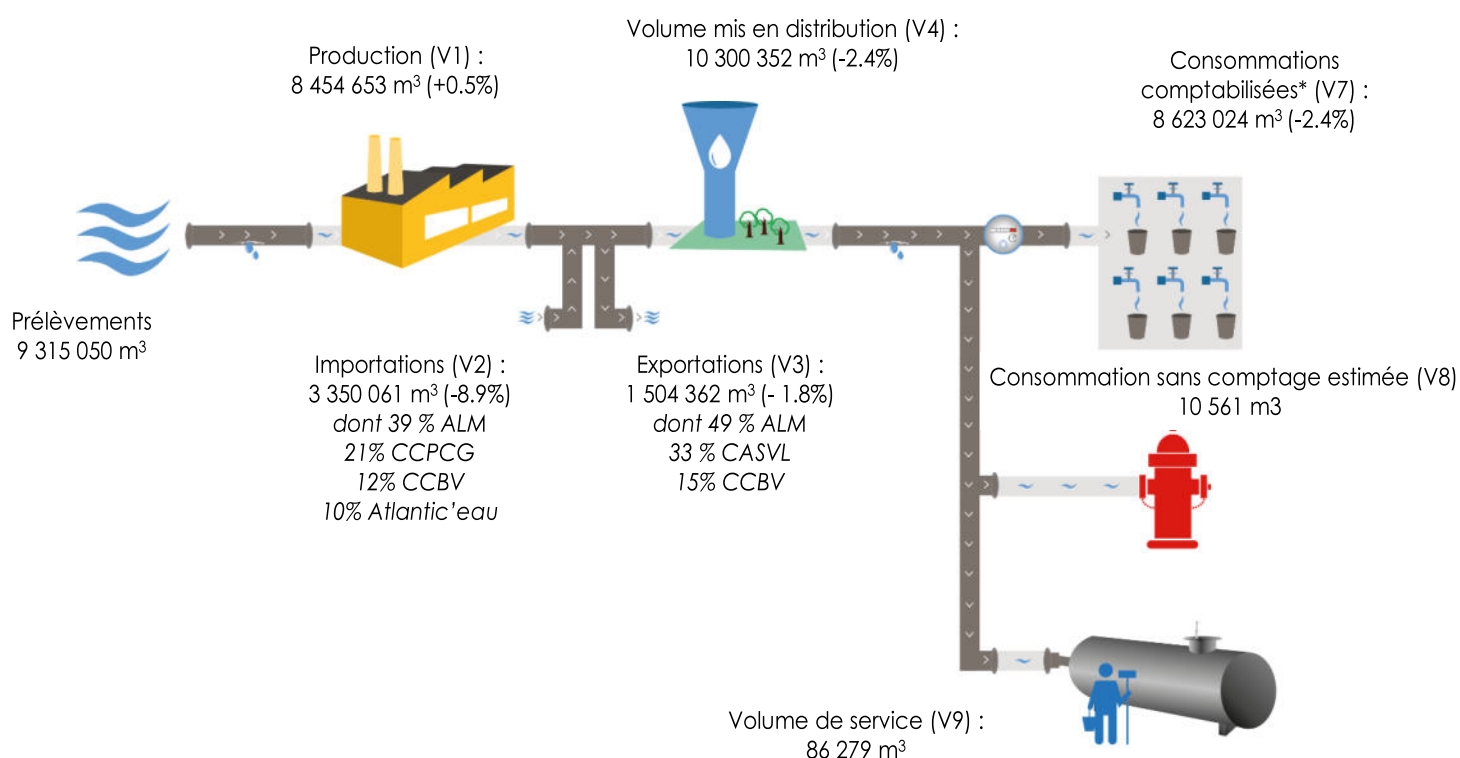 Volume mis en distribution (V4) :
10 300 352 m³ (-2.4%)
Production (V1) :
8 454 653 m³ (+0.5%)
Consommations
comptabilisées* (V7) :
8 623 024 m³ (-2.4%)
Prélèvements
9 315 050 m³
Importations (V2) :
3 350 061 m³ (-8.9%)
dont 39 % ALM
21% CCPCG
12% CCBV
10% Atlantic’eau
Exportations (V3) :
1 504 362 m³ (- 1.8%)
dont 49 % ALM
33 % CASVL
15% CCBV
Consommation sans comptage estimée (V8)
10 561 m3
Volume de service (V9) :
86 279 m³